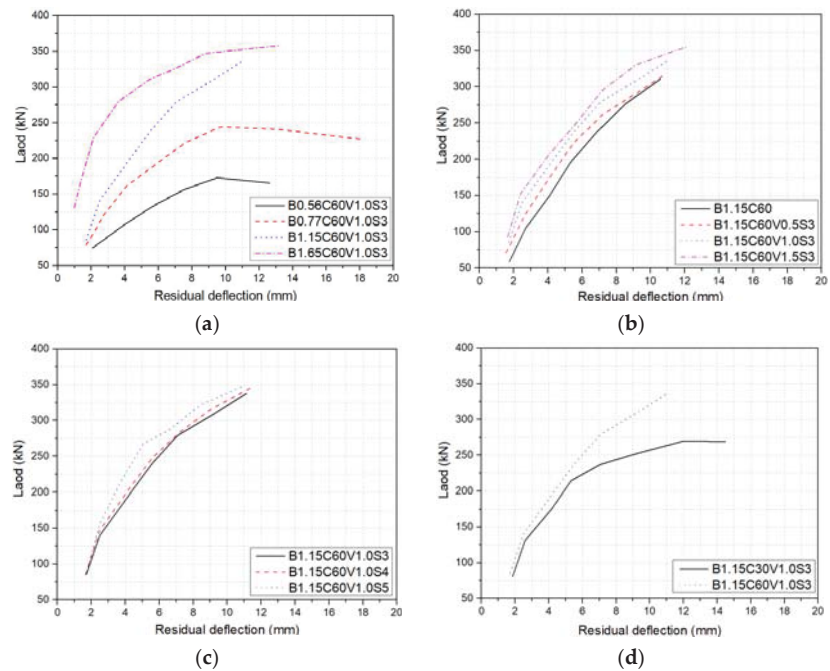 400
350
300
250
200
150
100
50
Laod (kN)
0 2 4 6 8 10 12 14 16 18 20
Residual deflection (mm)
B0.56C60V1.0S3
B0.77C60V1.0S3
B1.15C60V1.0S3
B1.65C60V1.0S3
(a)
400
350
300
250
200
150
100
50
Laod (kN)
0 2 4 6 8 10 12 14 16 18 20
Residual deflection (mm)
B1.15C60
B1.15C60V0.5S3
B1.15C60V1.0S3
B1.15C60V1.5S3
(b)
400
350
300
250
200
150
100
50
Laod (kN)
0 2 4 6 8 10 12 14 16 18 20
Residual deflection (mm)
B1.15C60V1.0S3
B1.15C60V1.0S4
B1.15C60V1.0S5
(c)
400
350
300
250
200
150
100
50
Laod (kN)
0 2 4 6 8 10 12 14 16 18 20
Residual deflection (mm)
B1.15C30V1.0S3
B1.15C60V1.0S3
(d)